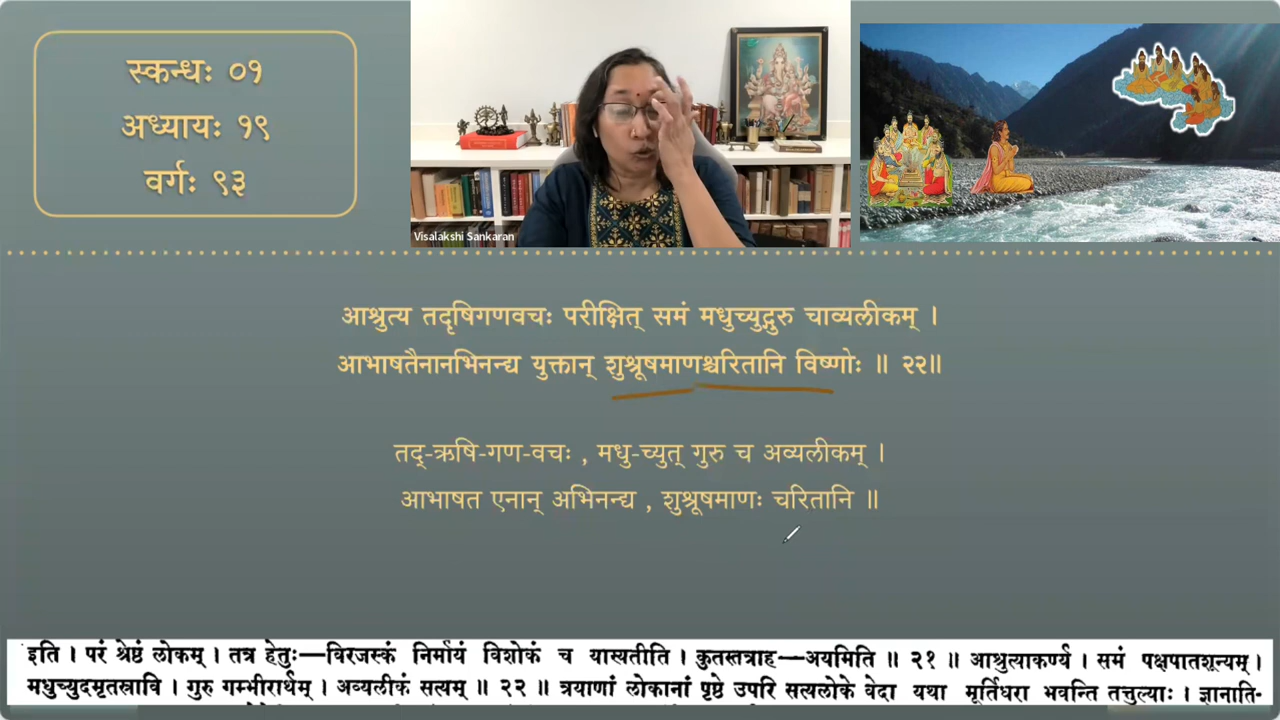 स्कन्धः ०१
अध्यायः १९
वर्गः ९३
Visalakshi Sankaran
आश्रुत्य तदृषिगणवचः परीक्षित् समं मधुच्युद्गुरु चाव्यलीकम् ।
आभाषतैनानभिनन्द्य युक्तान् शुश्रूषमाणश्चरितानि विष्णोः ॥ २२॥
तद्-ऋषि-गण-वचः , मधु-च्युत् गुरु च अव्यलीकम् ।
आभाषत एनान् अभिनन्द्य , शुश्रूषमाणः चरितानि ॥
इति । परं श्रेष्ठं लोकम् । तत्र हेतुः—विरजस्कं निर्मायं विशोकं च यास्यतीति । कुतस्तत्राह—अयमिति ॥ २१ ॥ आश्रुत्याकर्ण्य । समं पक्षपातशून्यम् ।
मधुच्युदमृतस्रावि । गुरु गम्भीरार्थम् । अव्यलीकं सत्यम् ॥ २२ ॥ त्रयाणां लोकानां पृष्ठे उपरि सत्यलोके वेदा यथा मूर्तिधरा भवन्ति तत्तुल्याः । ज्ञानाति-